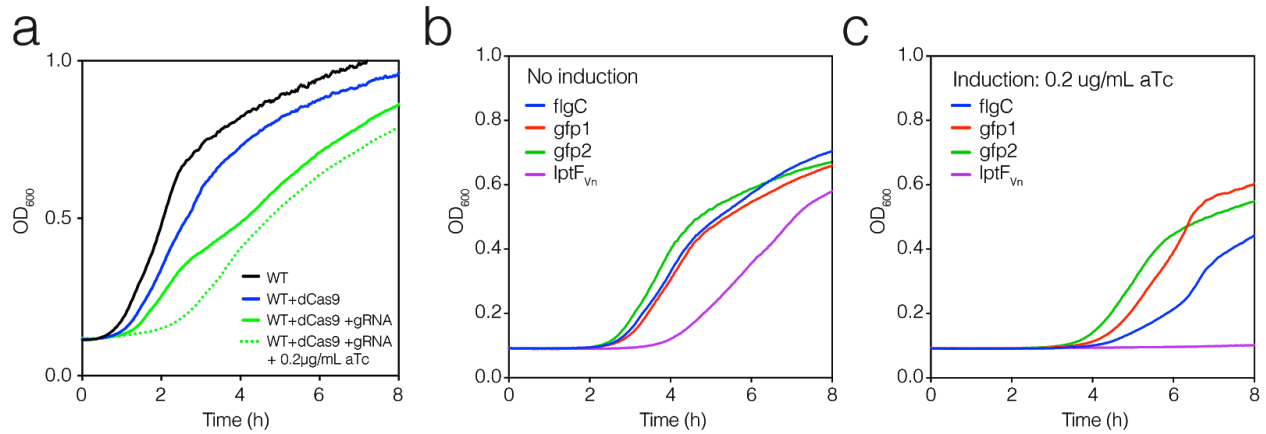 a
1.0
0.5
0.0
OD600
0
2
4
6
8
Time (h)
WT
WT+dCas9
WT+dCas9 +gRNA
WT+dCas9 +gRNA
+ 0.2µg/mL aTc
b
1.0
0.8
0.6
0.4
0.2
0.0
OD600
0
2
4
6
8
Time (h)
No induction
flgC
gfp1
gfp2
lptFVn
c
1.0
0.8
0.6
0.4
0.2
0.0
OD600
0
2
4
6
8
Time (h)
Induction: 0.2 ug/mL aTc
flgC
gfp1
gfp2
lptFVn